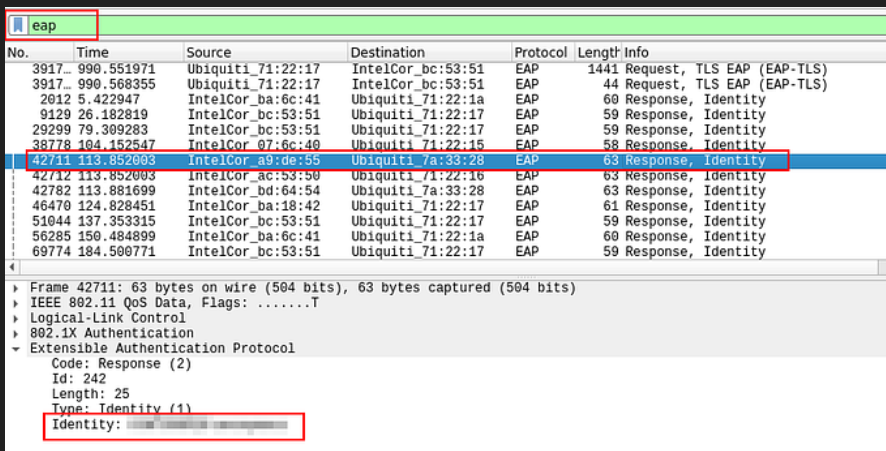 eap
No. Time Source Destination Protocol Length Info
3917… 990.551971 Ubiquiti_71:22:17 IntelCor_bc:53:51 EAP 1441 Request, TLS EAP (EAP-TLS)
3917… 990.568355 Ubiquiti_71:22:17 IntelCor_bc:53:51 EAP 44 Request, TLS EAP (EAP-TLS)
2012 5.422947 IntelCor_ba:6c:41 Ubiquiti_71:22:1a EAP 60 Response, Identity
9129 26.182819 IntelCor_bc:53:51 Ubiquiti_71:22:17 EAP 59 Response, Identity
29299 79.309283 IntelCor_bc:53:51 Ubiquiti_71:22:17 EAP 59 Response, Identity
38778 104.152547 IntelCor_07:6c:40 Ubiquiti_71:22:15 EAP 58 Response, Identity
42711 113.852003 IntelCor_a9:de:55 Ubiquiti_7a:33:28 EAP 63 Response, Identity
42712 113.852003 IntelCor_ac:53:50 Ubiquiti_71:22:16 EAP 63 Response, Identity
42782 113.881699 IntelCor_bd:64:54 Ubiquiti_7a:33:28 EAP 63 Response, Identity
46470 124.828451 IntelCor_ba:18:42 Ubiquiti_71:22:17 EAP 61 Response, Identity
51044 137.353315 IntelCor_bc:53:51 Ubiquiti_71:22:17 EAP 59 Response, Identity
56285 150.484899 IntelCor_ba:6c:41 Ubiquiti_71:22:1a EAP 60 Response, Identity
69774 184.500771 IntelCor_bc:53:51 Ubiquiti_71:22:17 EAP 59 Response, Identity
Frame 42711: 63 bytes on wire (504 bits), 63 bytes captured (504 bits)
IEEE 802.11 QoS Data, Flags: .......T
Logical-Link Control
802.1X Authentication
Extensible Authentication Protocol
Code: Response (2)
Id: 242
Length: 25
Type: Identity (1)
Identity: